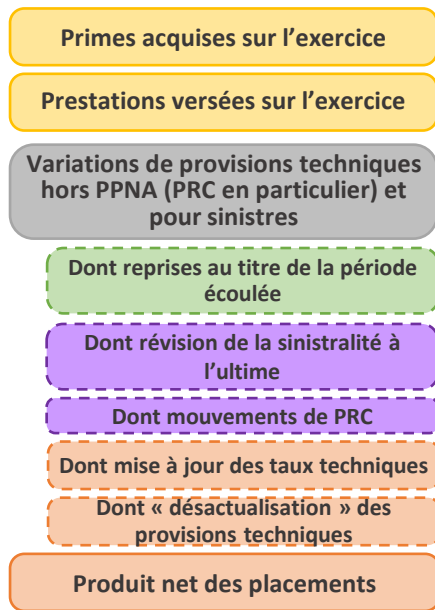 Primes acquises sur l’exercice
Prestations versées sur l’exercice
Variations de provisions techniques
hors PPNA (PRC en particulier) et
pour sinistres
Dont reprises au titre de la période
écoulée
Dont révision de la sinistralité à
l’ultime
Dont mouvements de PRC
Dont mise à jour des taux techniques
Dont « désactualisation » des
provisions techniques
Produit net des placements